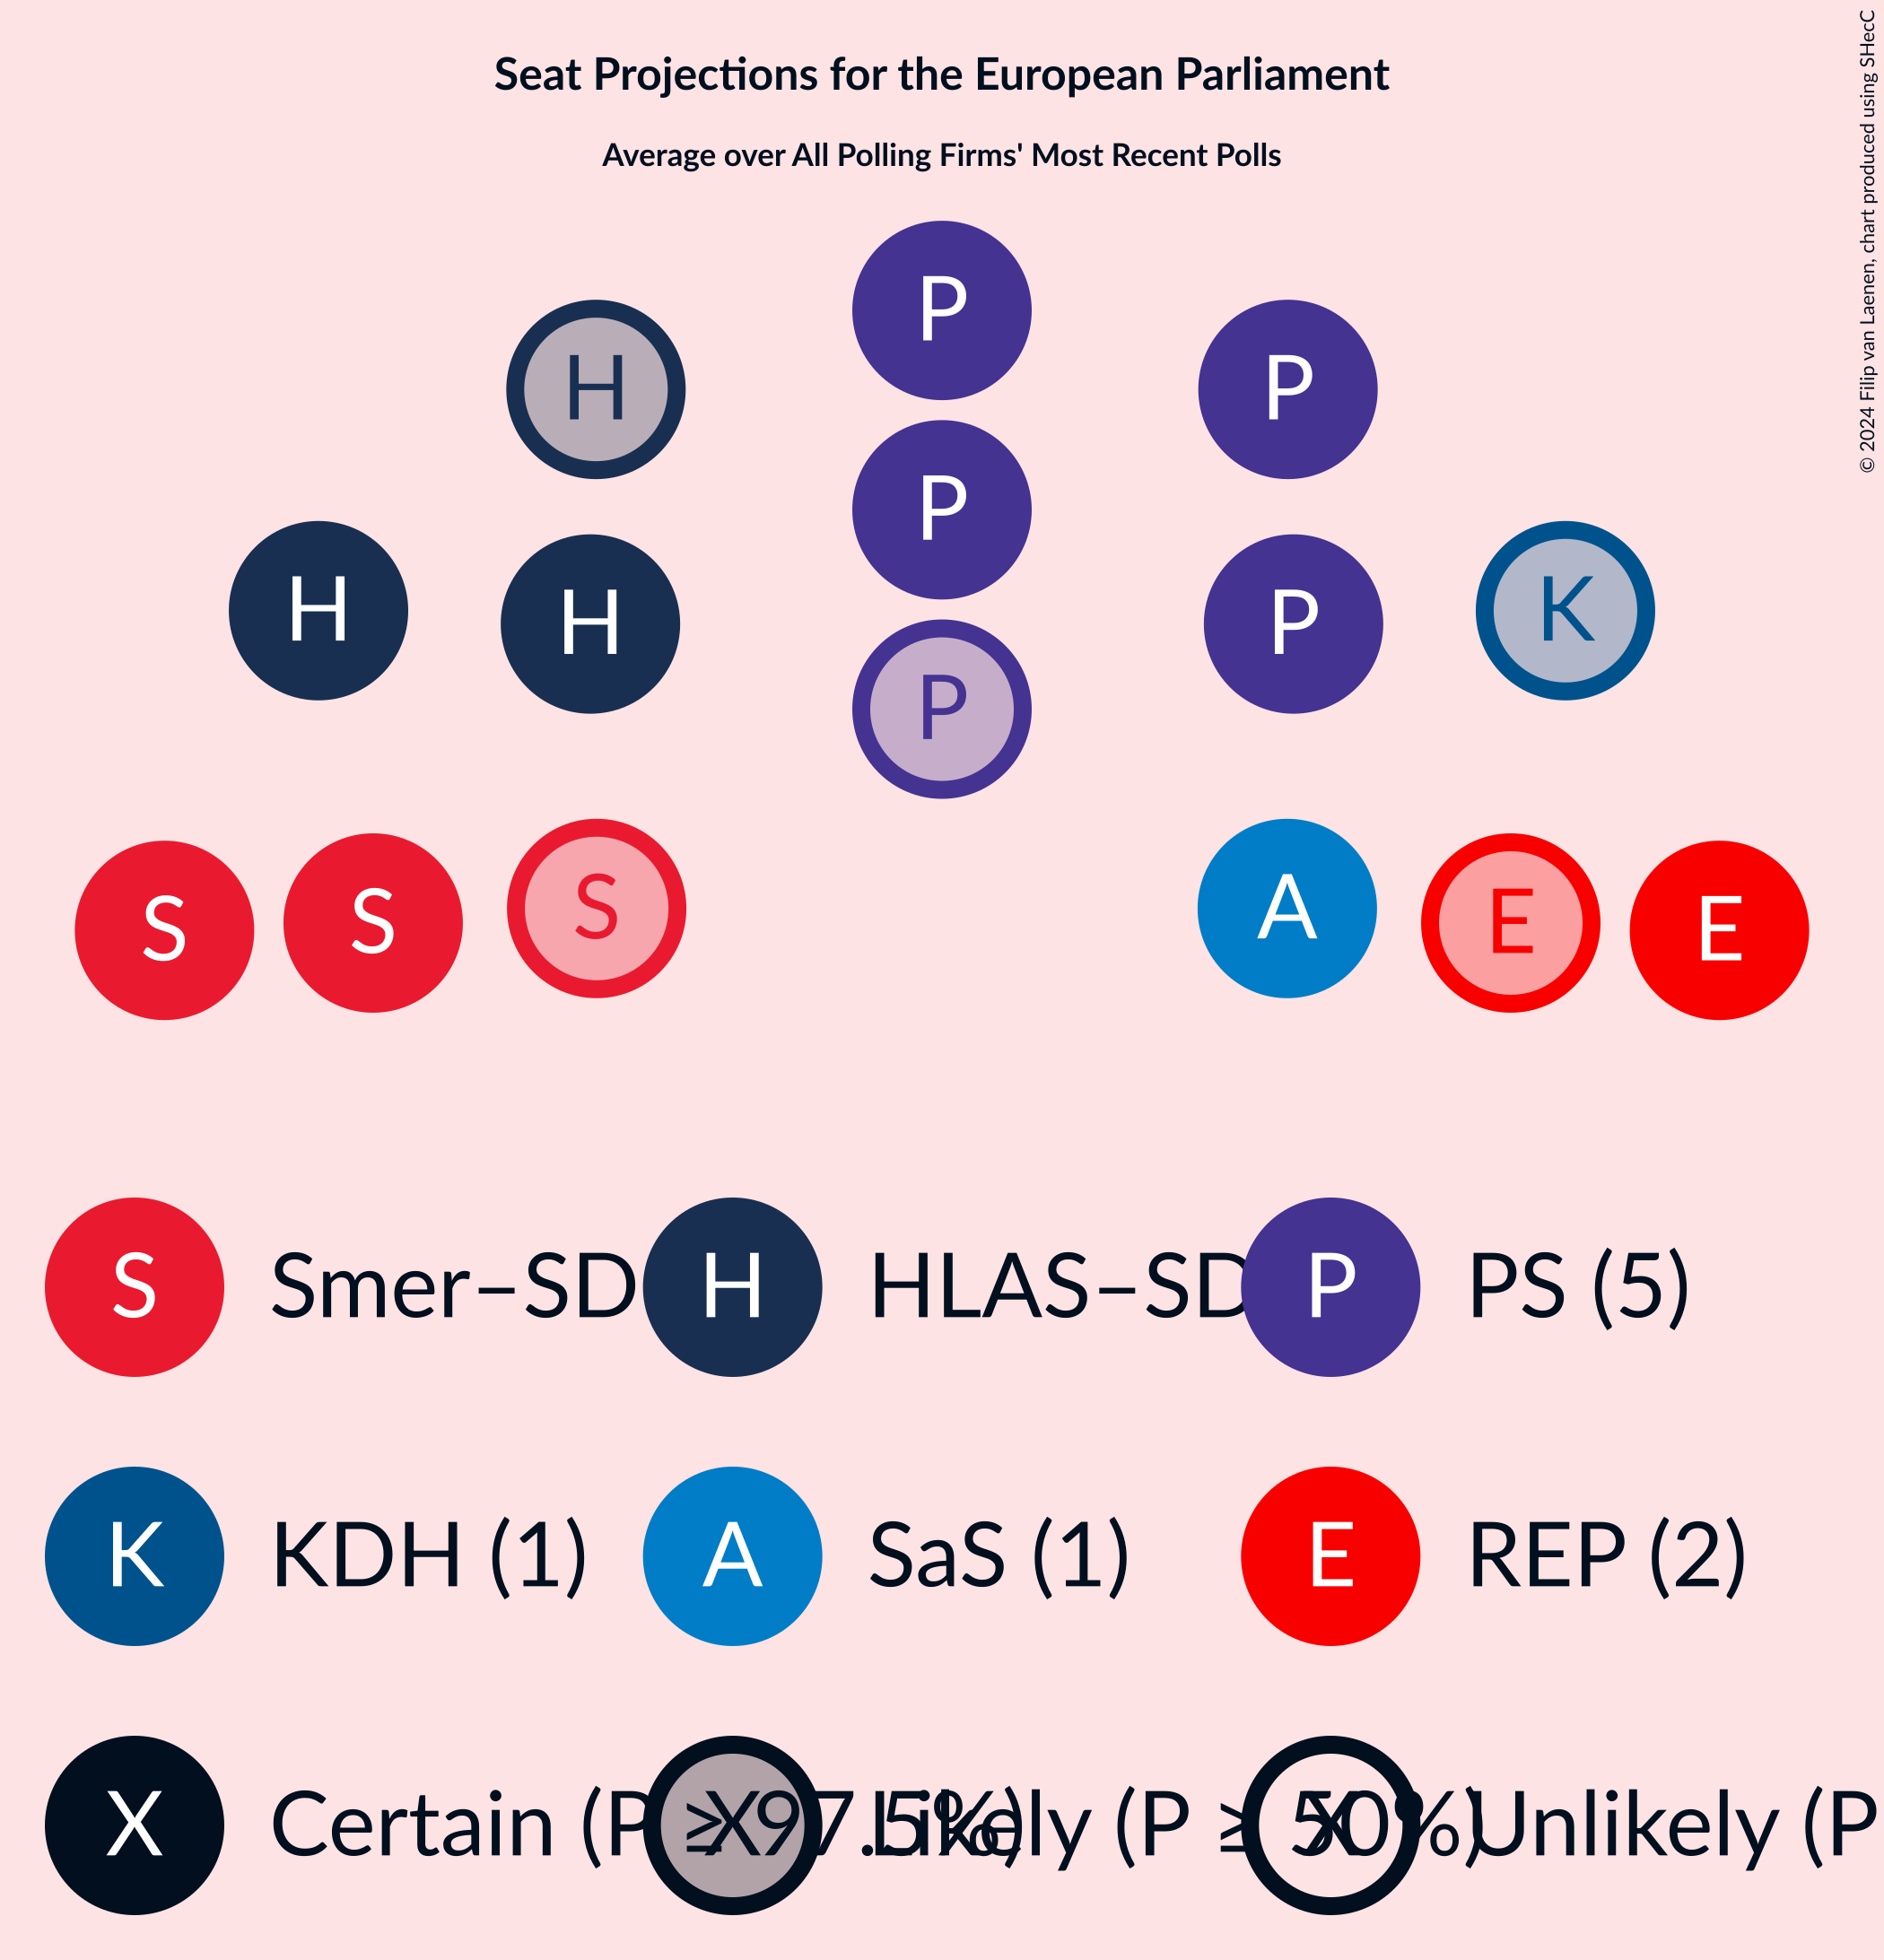 Seat Projections for the European Parliament
Average over All Polling Firms' Most Recent Polls
© 2024 Filip van Laenen, chart produced using SHecC
P
H P
P
H K
H P
P
S S S A E E
S Smer–SD H HLAS–SD P PS (5)
K KDH (1) A SaS (1) E REP (2)
X Certain (P ≥ 97.5%) X Likely (P ≥ 50%) X Unlikely (P